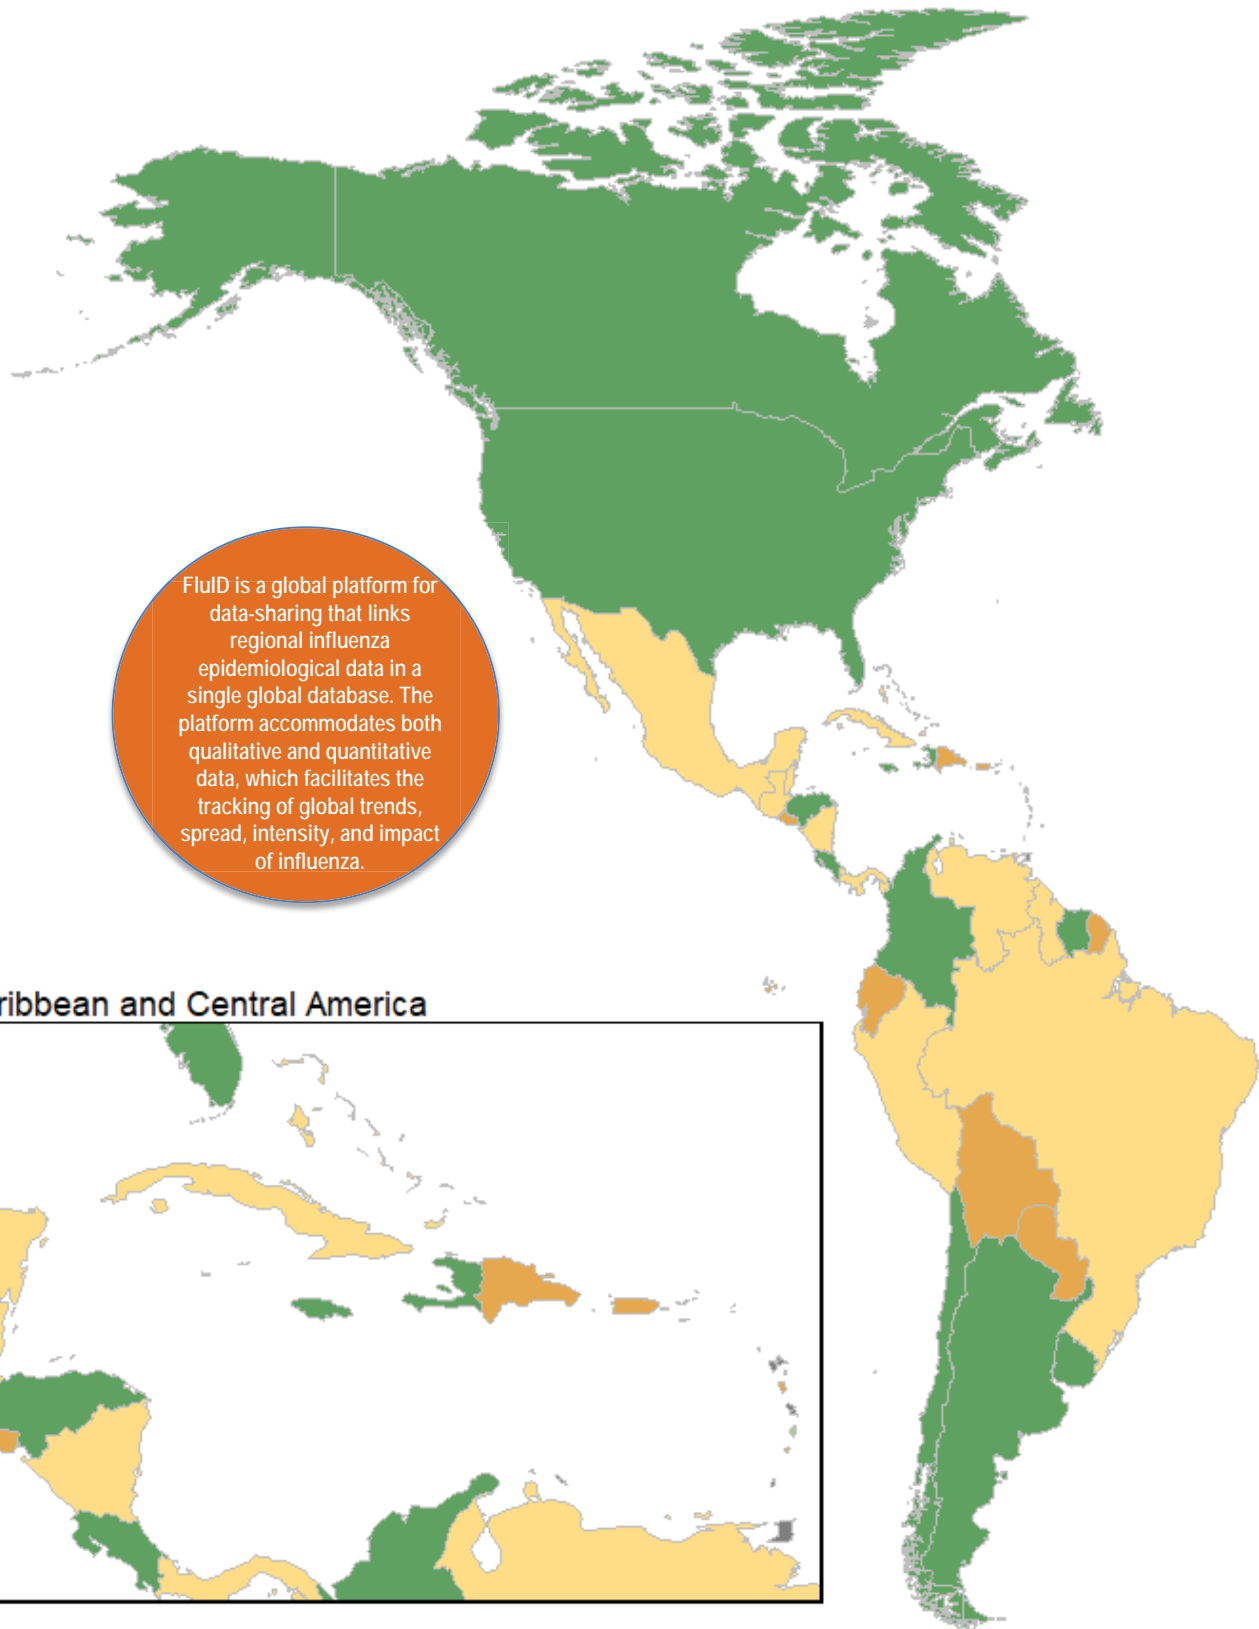 FluID is a global platform for
data-sharing that links
regional influenza
epidemiological data in a
single global database. The
platform accommodates both
qualitative and quantitative
data, which facilitates the
tracking of global trends,
spread, intensity, and impact
of influenza.
ribbean and Central America